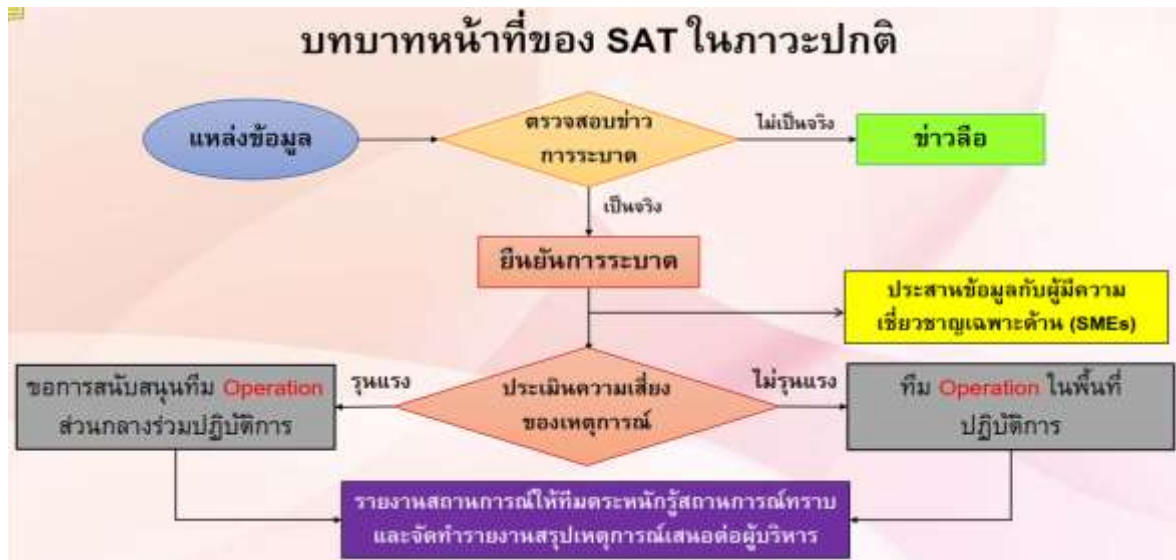 บทบาทหน้าที่ของ SAT ในภาวะปกติ
แหล่งข้อมูล
ตรวจสอบข่าว
การระบาด
ไม่เป็นจริง
ข่าวลือ
เป็นจริง
ยืนยันการระบาด
ประสานข้อมูลกับผู้มีความ
เชี่ยวชาญเฉพาะด้าน (SMEs)
ขอการสนับสนุนทีม Operation
ส่วนกลางร่วมปฏิบัติการ
รุนแรง
ประเมินความเสี่ยง
ของเหตุการณ์
ไม่รุนแรง
ทีม Operation ในพื้นที่
ปฏิบัติการ
รายงานสถานการณ์ให้ทีมตระหนักรู้สถานการณ์ทราบ
และจัดทำรายงานสรุปเหตุการณ์เสนอต่อผู้บริหาร